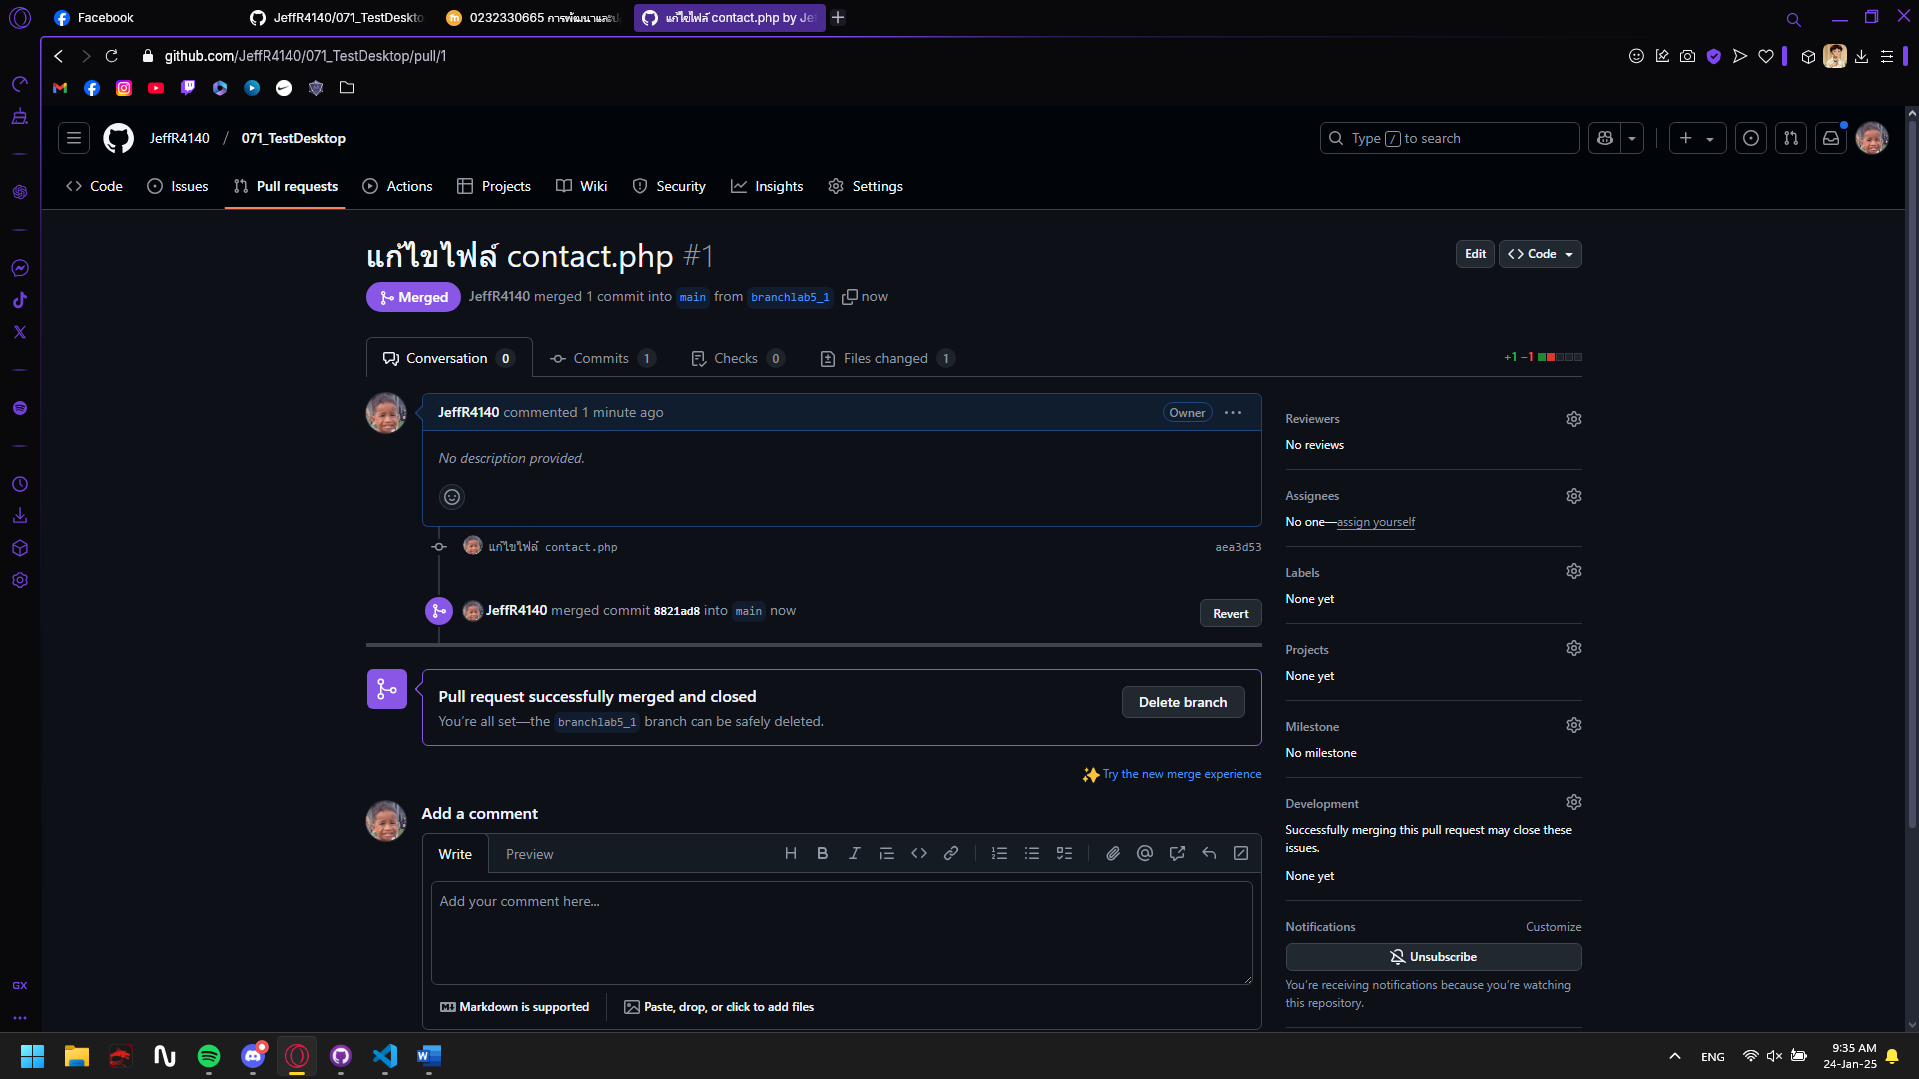 Facebook
JeffR4140/071_TestDeskto
0232330665 การพัฒนาและป
แก้ไขไฟล์ contact.php by Je
github.com/JeffR4140/071_TestDesktop/pull/1
JeffR4140 / 071_TestDesktop
Type / to search
Code
Issues
Pull requests
Actions
Projects
Wiki
Security
Insights
Settings
แก้ไขไฟล์ contact.php #1
Edit
Code
Merged
JeffR4140 merged 1 commit into main from branchlab5_1 now
Conversation 0
Commits 1
Checks 0
Files changed 1
+1 −1
JeffR4140 commented 1 minute ago
Owner
No description provided.
แก้ไขไฟล์ contact.php
aea3d53
JeffR4140 merged commit 8821ad8 into main now
Revert
Pull request successfully merged and closed
You're all set—the branchlab5_1 branch can be safely deleted.
Delete branch
Try the new merge experience
Add a comment
Write
Preview
Add your comment here...
Markdown is supported
Paste, drop, or click to add files
Reviewers
No reviews
Assignees
No one—assign yourself
Labels
None yet
Projects
None yet
Milestone
No milestone
Development
Successfully merging this pull request may close these
issues.
None yet
Notifications
Customize
Unsubscribe
You're receiving notifications because you're watching
this repository.
GX
ENG
9:35 AM
24-Jan-25